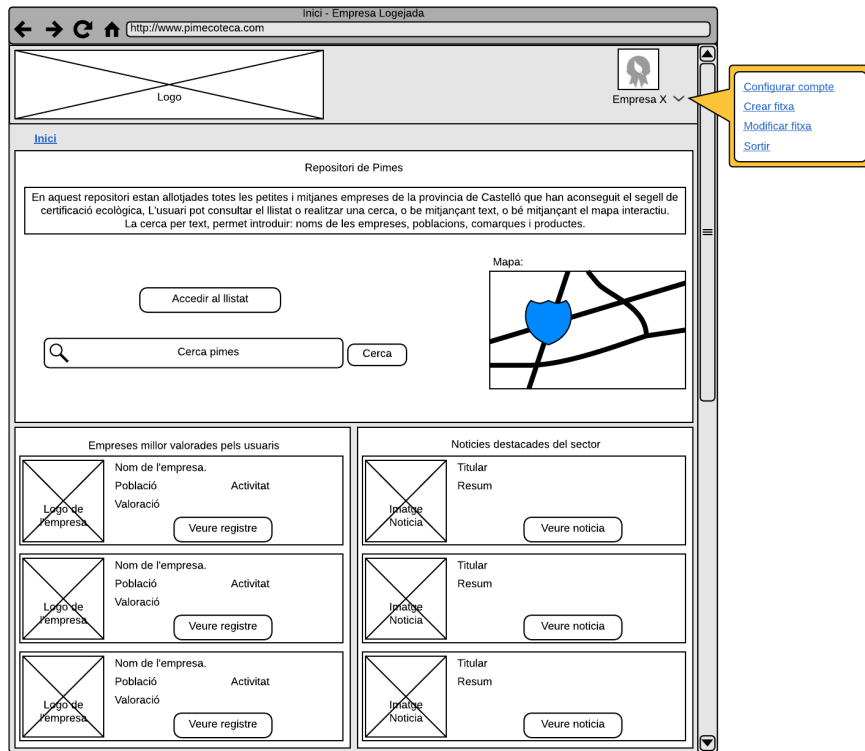 Inici - Empresa Logejada
http://www.pimecoteca.com
Logo
Empresa X
Configurar compte
Crear fitxa
Modificar fitxa
Sortir
Inici
Repositori de Pimes
En aquest repositori estan allotjades totes les petites i mitjanes empreses de la provincia de Castelló que han aconseguit el segell de
certificació ecològica, L'usuari pot consultar el llistat o realitzar una cerca, o be mitjançant text, o bé mitjançant el mapa interactiu.
La cerca per text, permet introduir: noms de les empreses, poblacions, comarques i productes.
Mapa:
Accedir al llistat
Cerca pimes
Cerca
Empreses millor valorades pels usuaris
Nom de l'empresa.
Població Activitat
Valoració
Logo de
l'empresa
Veure registre
Nom de l'empresa.
Població Activitat
Valoració
Logo de
l'empresa
Veure registre
Nom de l'empresa.
Població Activitat
Valoració
Logo de
l'empresa
Veure registre
Noticies destacades del sector
Titular
Resum
Imatge
Noticia
Veure noticia
Titular
Resum
Imatge
Noticia
Veure noticia
Titular
Resum
Imatge
Noticia
Veure noticia